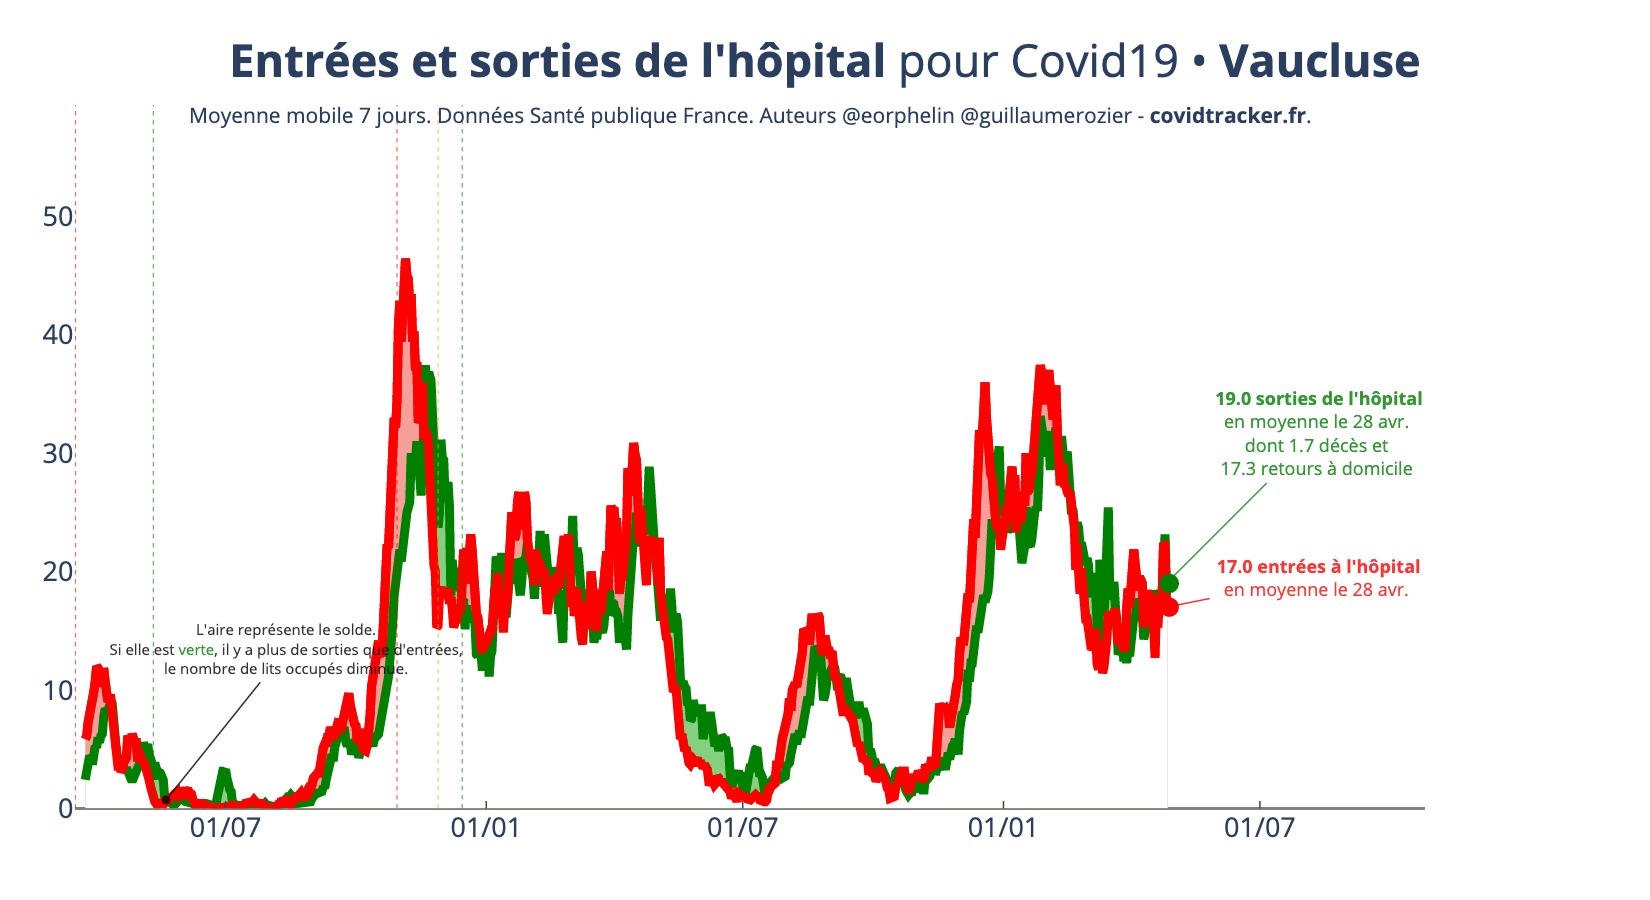 Entrées et sorties de l'hôpital pour Covid19 • Vaucluse
Moyenne mobile 7 jours. Données Santé publique France. Auteurs @eorphelin @guillaumerozier - covidtracker.fr.
50
40
30
20
10
0
19.0 sorties de l'hôpital
en moyenne le 28 avr.
dont 1.7 décès et
17.3 retours à domicile
17.0 entrées à l'hôpital
en moyenne le 28 avr.
L'aire représente le solde.
Si elle est verte, il y a plus de sorties que d'entrées,
le nombre de lits occupés diminue.
01/07
01/01
01/07
01/01
01/07